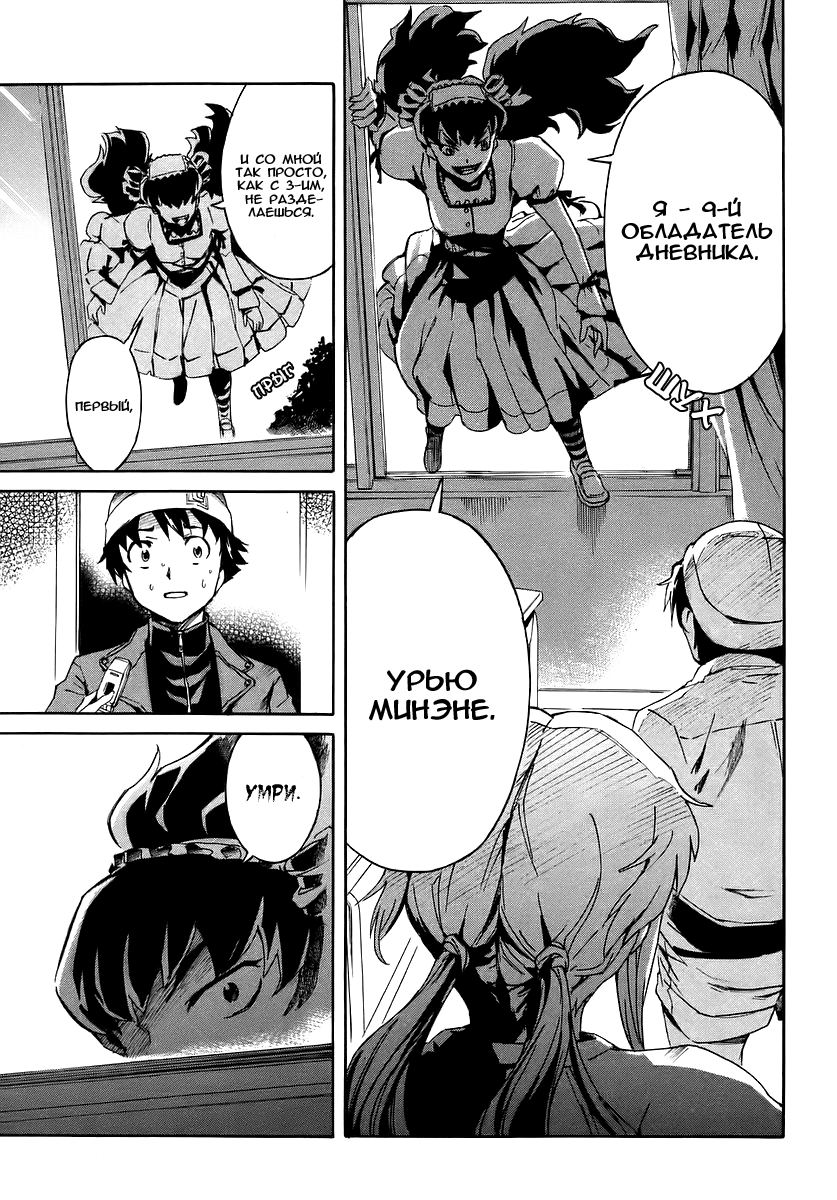 Я - 9-Й
ОБЛАДАТЕЛЬ
ДНЕВНИКА.
ШУХ
УРЬЮ
МИНЭНЕ.
И СО МНОЙ
ТАК ПРОСТО,
КАК С 3-ИМ,
НЕ РАЗДЕ-
ЛАЕШЬСЯ.
ПРЫГ
ПЕРВЫЙ,
УМРИ.